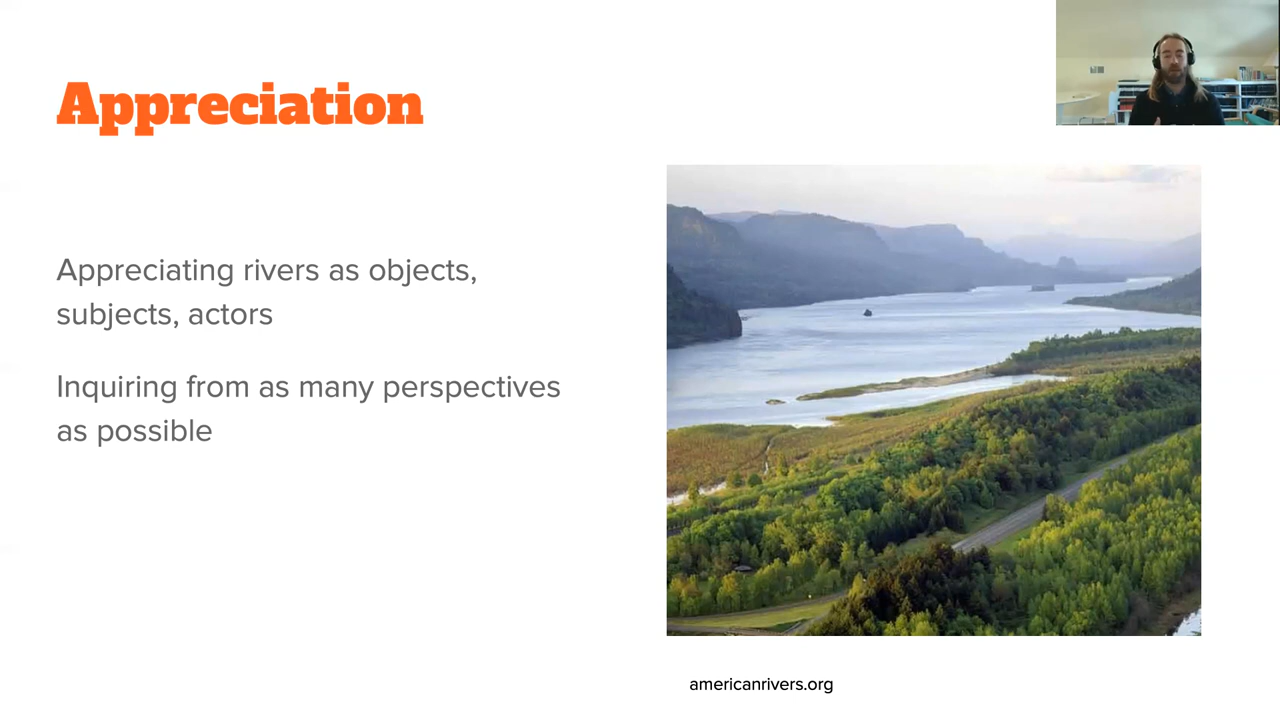 Appreciation
Appreciating rivers as objects,
subjects, actors
Inquiring from as many perspectives
as possible
americanrivers.org